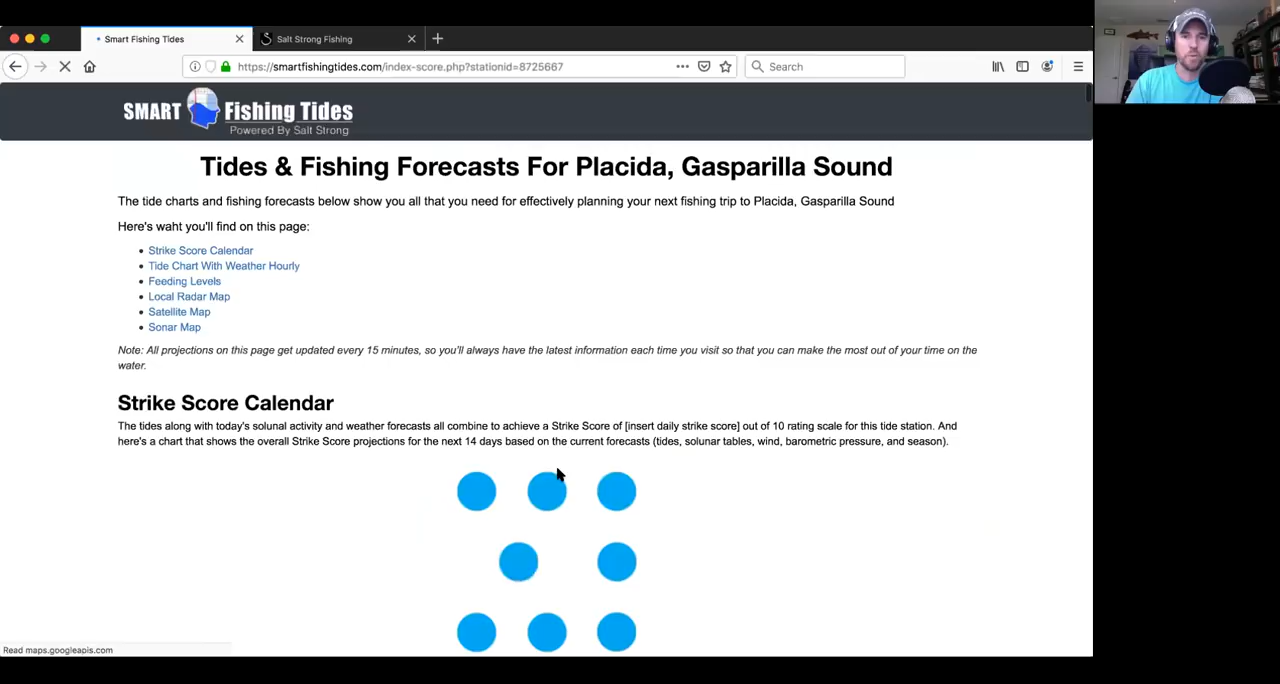 Smart Fishing Tides
Salt Strong Fishing
https://smartfishingtides.com/index-score.php?stationid=8725667
Search
SMART Fishing Tides
Powered By Salt Strong
Tides & Fishing Forecasts For Placida, Gasparilla Sound
The tide charts and fishing forecasts below show you all that you need for effectively planning your next fishing trip to Placida, Gasparilla Sound
Here's waht you'll find on this page:
Strike Score Calendar
Tide Chart With Weather Hourly
Feeding Levels
Local Radar Map
Satellite Map
Sonar Map
Note: All projections on this page get updated every 15 minutes, so you'll always have the latest information each time you visit so that you can make the most out of your time on the
water.
Strike Score Calendar
The tides along with today's solunal activity and weather forecasts all combine to achieve a Strike Score of [insert daily strike score] out of 10 rating scale for this tide station. And
here's a chart that shows the overall Strike Score projections for the next 14 days based on the current forecasts (tides, solunar tables, wind, barometric pressure, and season).
Read maps.googleapis.com